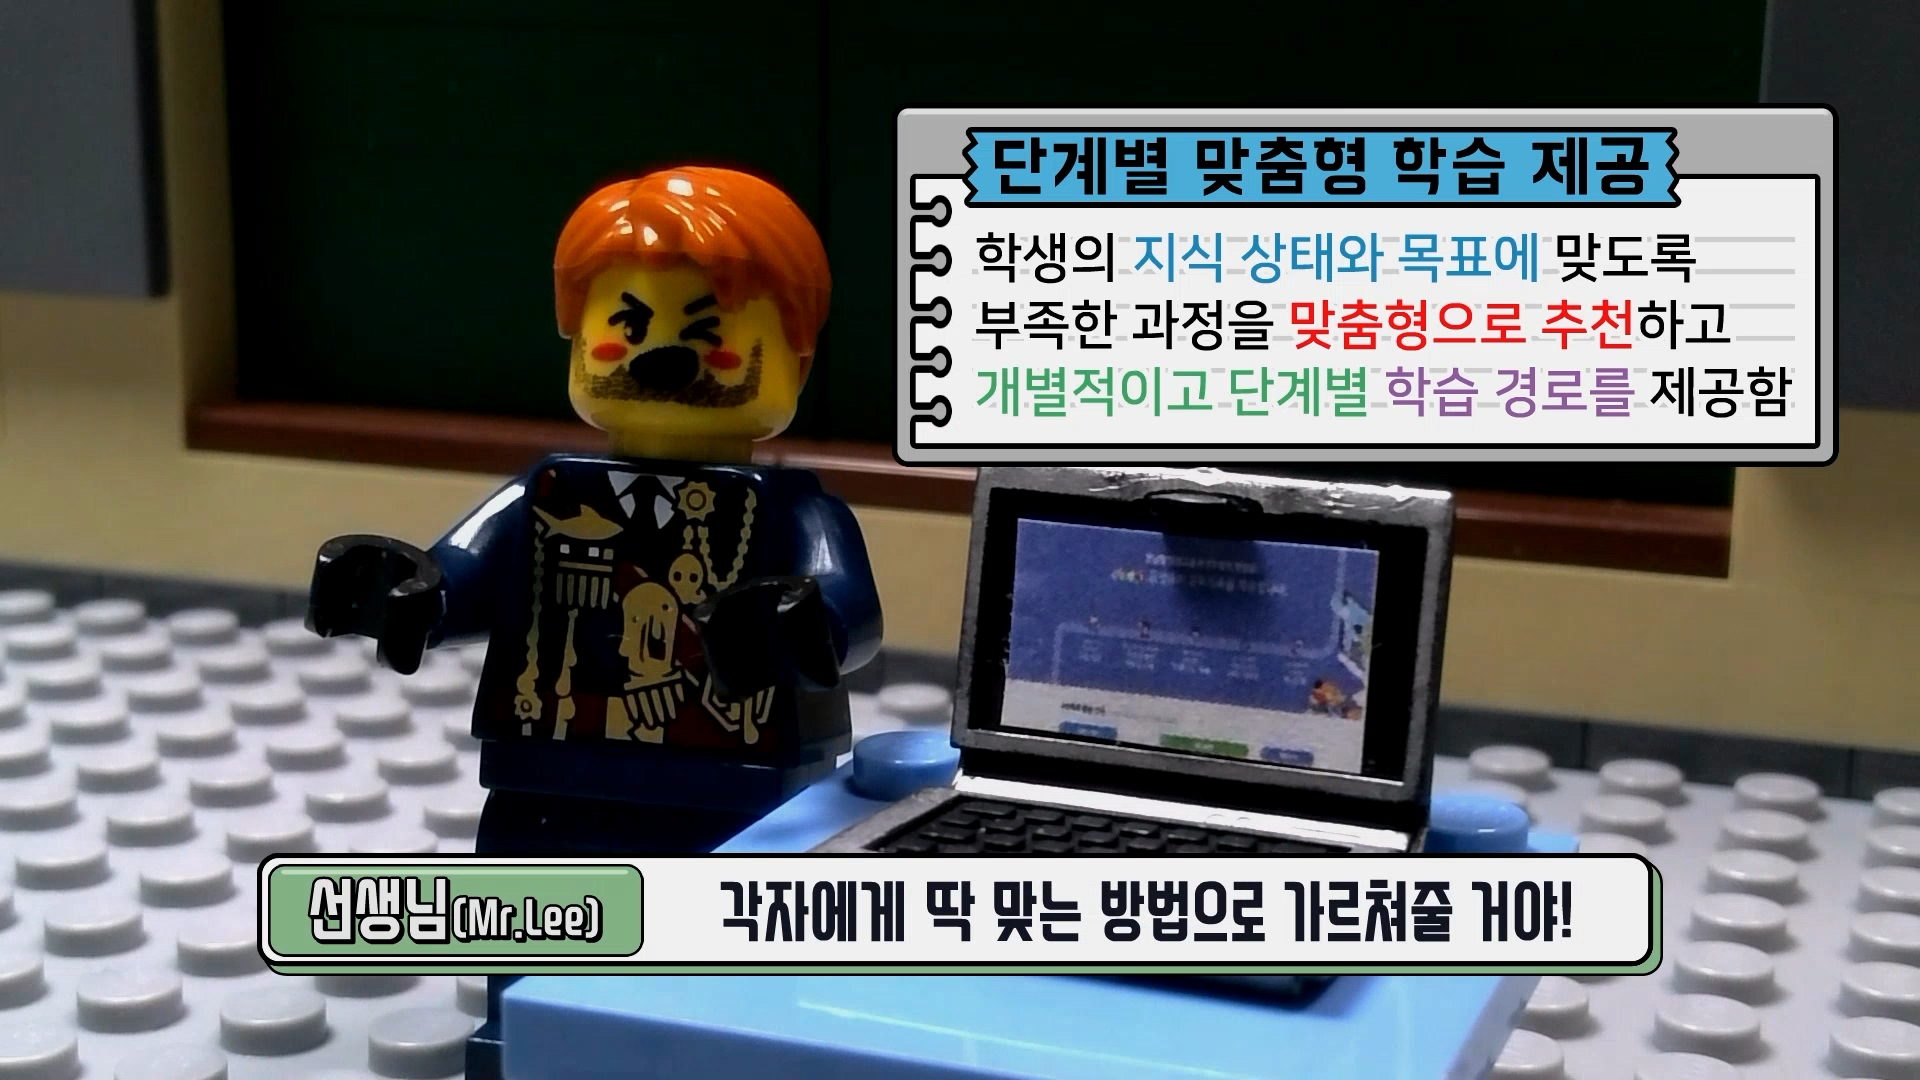 단계별 맞춤형 학습 제공
학생의 지식 상태와 목표에 맞도록
부족한 과정을 맞춤형으로 추천하고
개별적이고 단계별 학습 경로를 제공함
선생님(Mr.Lee) 각자에게 딱 맞는 방법으로 가르쳐줄 거야!